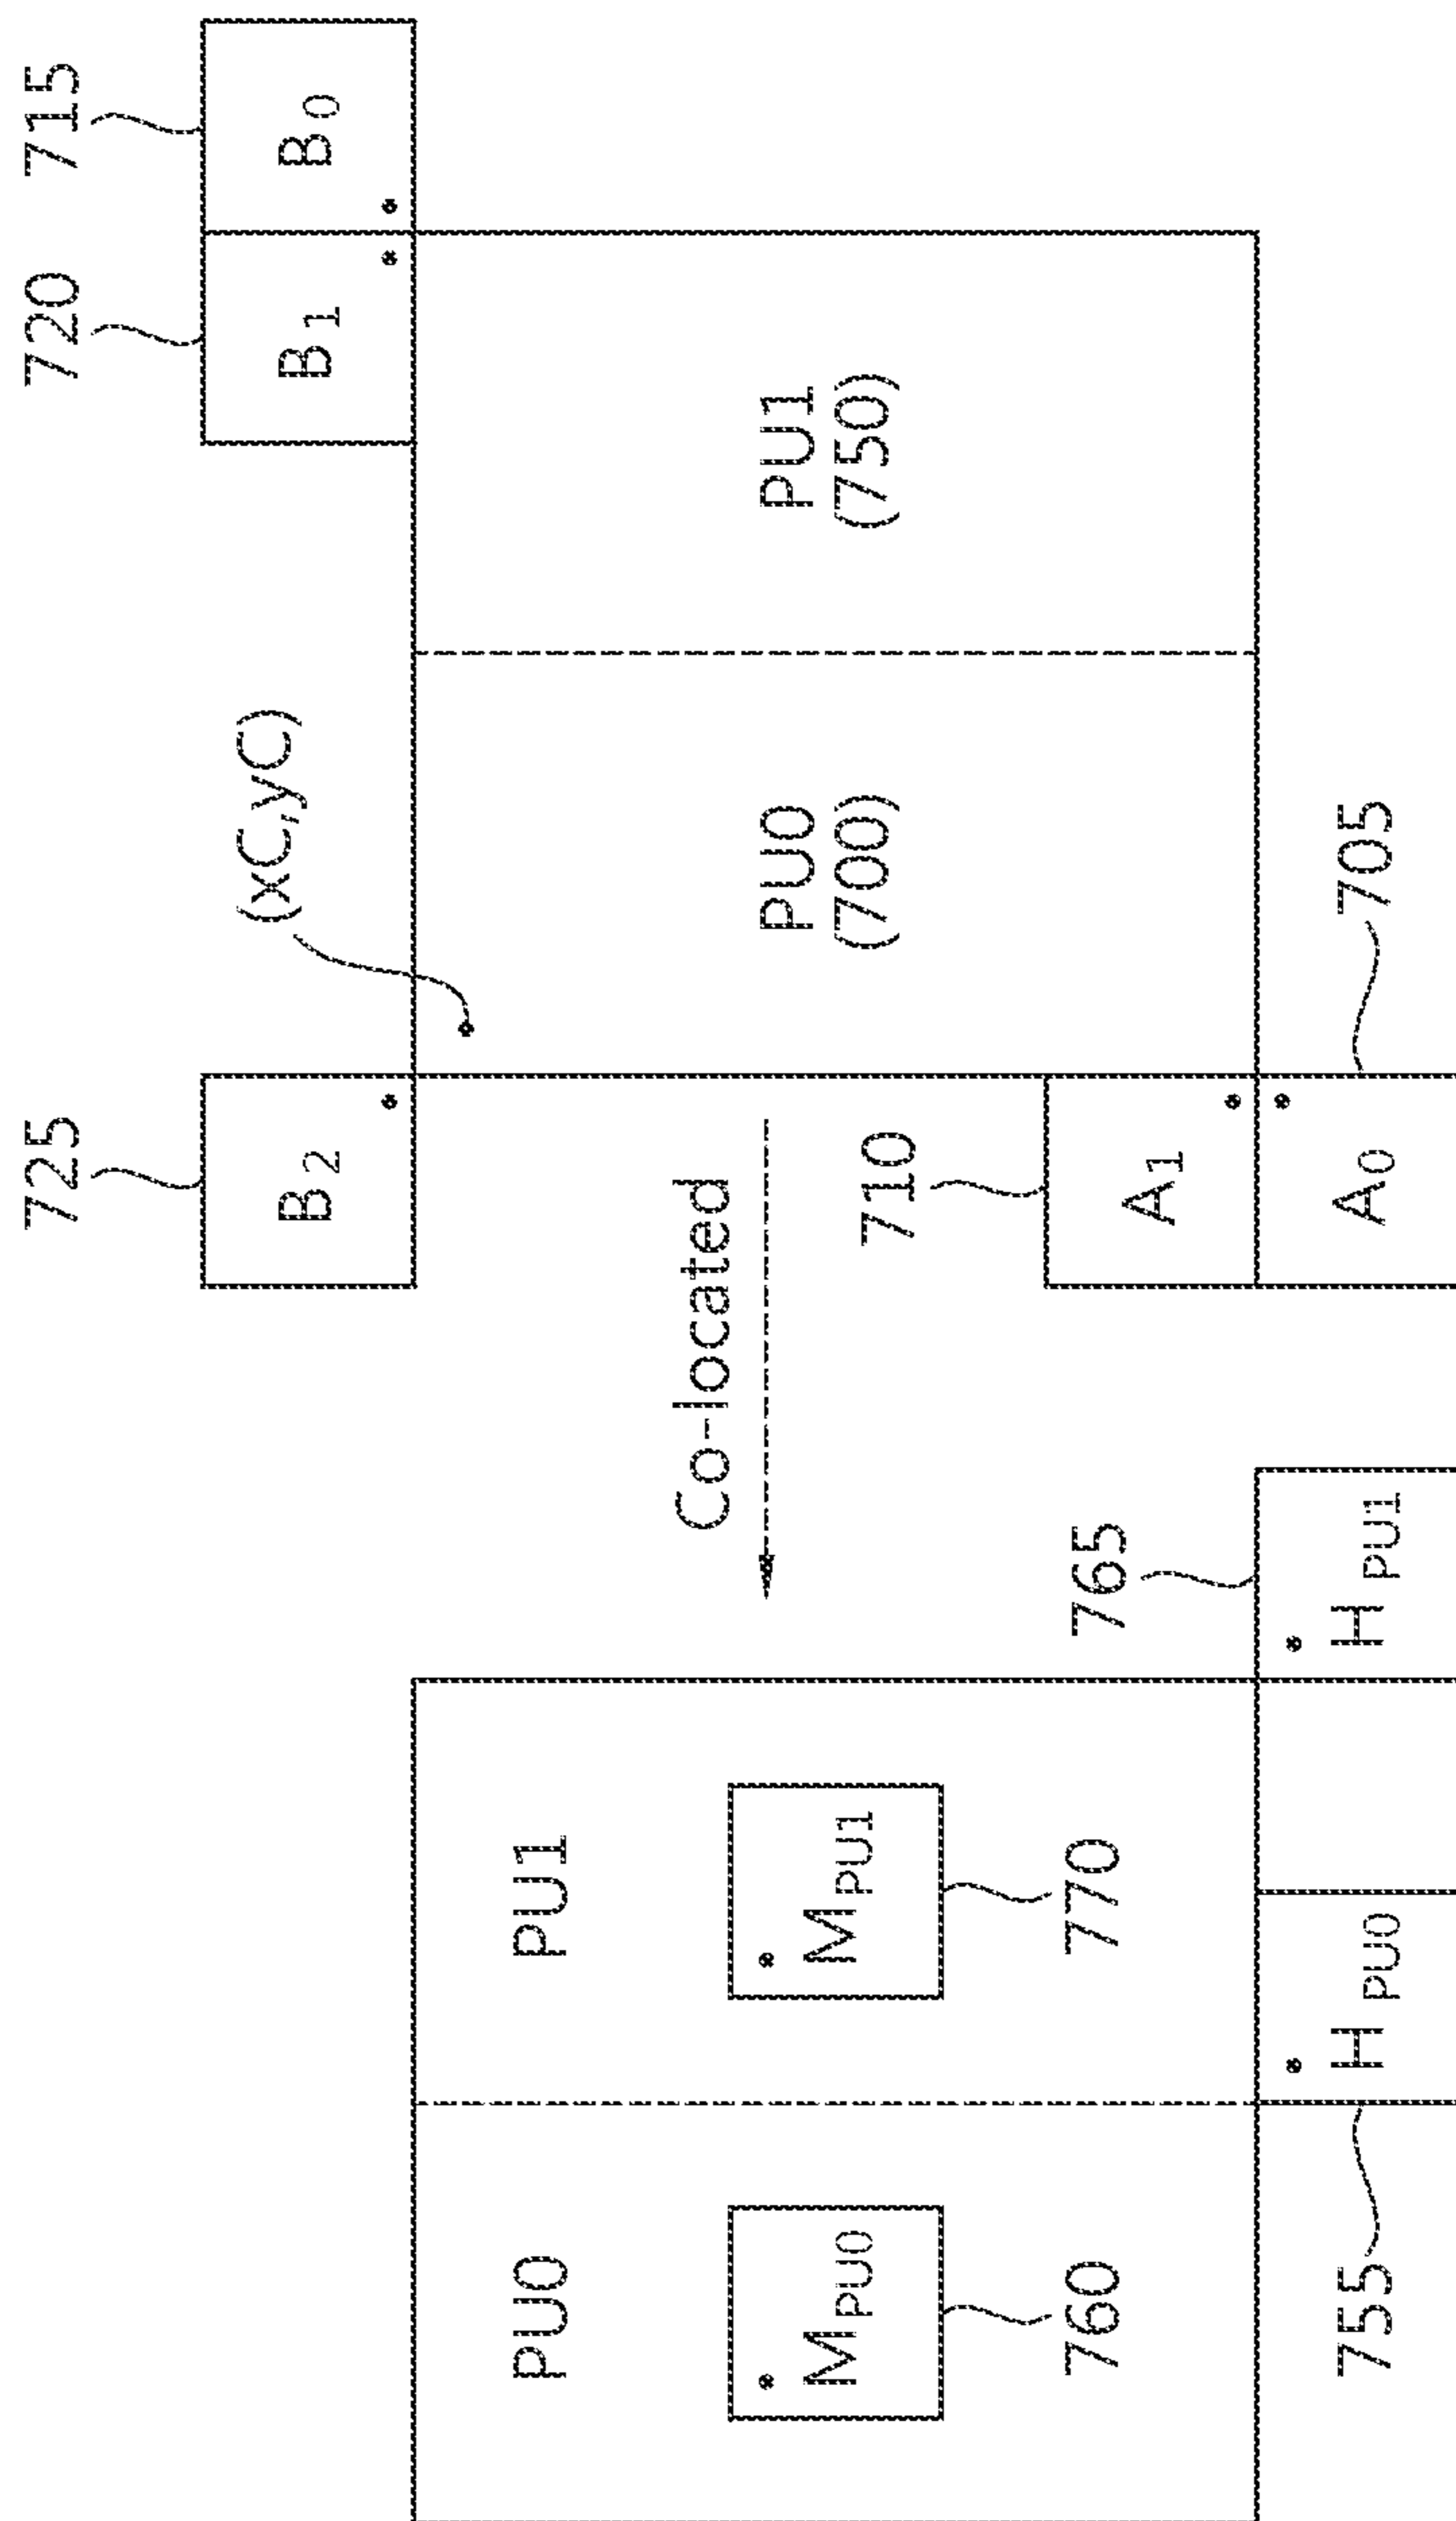 725
720
715
B2
(xC,yC)
B1
B0
PU0
PU1
Co-located
PU0
(700)
PU1
(750)
MPU0
MPU1
710
760
770
765
A1
755
HPU0
HPU1
A0
705